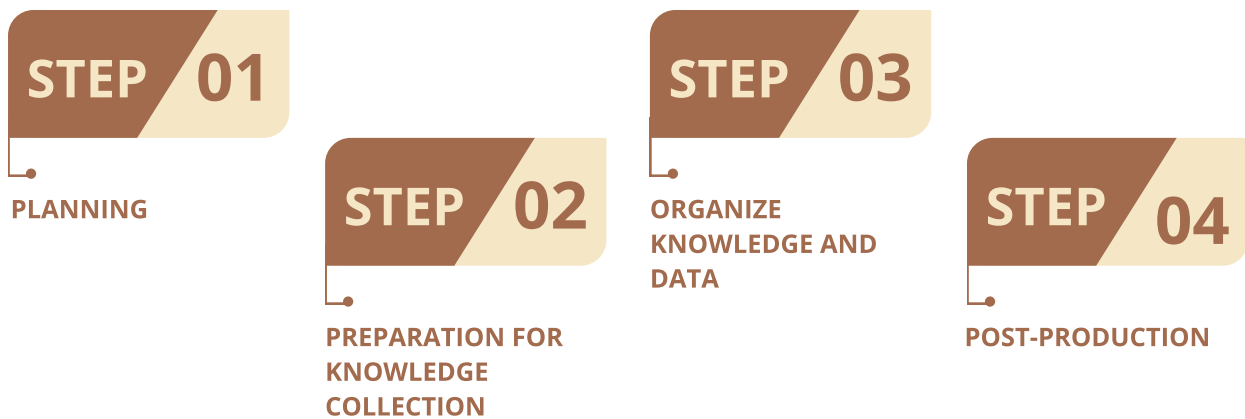 STEP 01
PLANNING
STEP 02
PREPARATION FOR
KNOWLEDGE
COLLECTION
STEP 03
ORGANIZE
KNOWLEDGE AND
DATA
STEP 04
POST-PRODUCTION